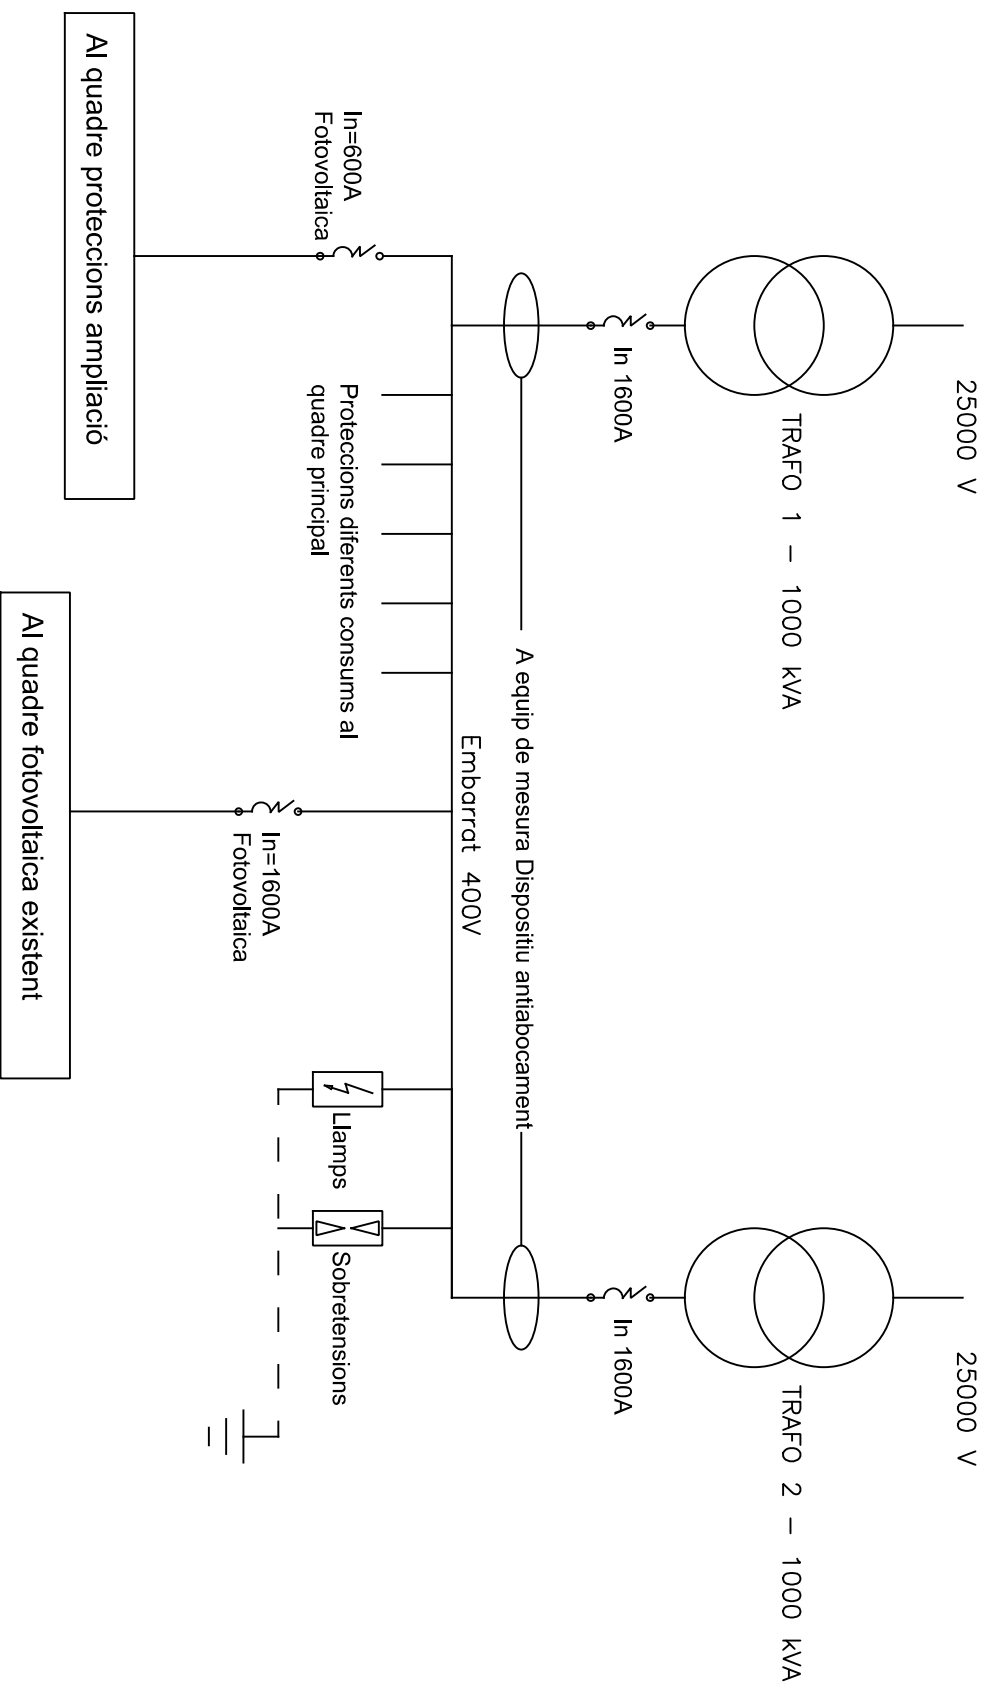 25000 V
25000 V
TRAFO 1 - 1000 kVA
TRAFO 2 - 1000 kVA
In 1600A
In 1600A
A equip de mesura Dispositiu antiabocament
Embarrat 400V
In=600A
Fotovoltaica
Proteccions diferents consums al
quadre principal
In=1600A
Fotovoltaica
Llamps
Sobretensions
Al quadre proteccions ampliació
Al quadre fotovoltaica existent